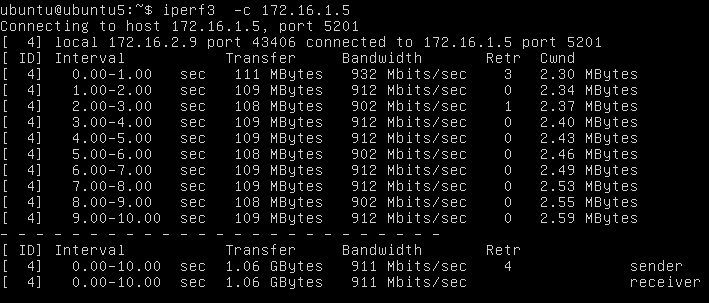 ubuntu@ubuntu5:~$ iperf3  -c 172.16.1.5
Connecting to host 172.16.1.5, port 5201
[  4] local 172.16.2.9 port 43406 connected to 172.16.1.5 port 5201
[ ID] Interval           Transfer     Bandwidth       Retr  Cwnd
[  4]   0.00-1.00   sec   111 MBytes   932 Mbits/sec    3   2.30 MBytes
[  4]   1.00-2.00   sec   109 MBytes   912 Mbits/sec    0   2.34 MBytes
[  4]   2.00-3.00   sec   108 MBytes   902 Mbits/sec    1   2.37 MBytes
[  4]   3.00-4.00   sec   109 MBytes   912 Mbits/sec    0   2.40 MBytes
[  4]   4.00-5.00   sec   109 MBytes   912 Mbits/sec    0   2.43 MBytes
[  4]   5.00-6.00   sec   108 MBytes   902 Mbits/sec    0   2.46 MBytes
[  4]   6.00-7.00   sec   109 MBytes   912 Mbits/sec    0   2.49 MBytes
[  4]   7.00-8.00   sec   109 MBytes   912 Mbits/sec    0   2.53 MBytes
[  4]   8.00-9.00   sec   108 MBytes   902 Mbits/sec    0   2.55 MBytes
[  4]   9.00-10.00  sec   109 MBytes   912 Mbits/sec    0   2.59 MBytes
- - - - - - - - - - - - - - - - - - - - - - - - -
[ ID] Interval           Transfer     Bandwidth       Retr
[  4]   0.00-10.00  sec  1.06 GBytes   911 Mbits/sec    4             sender
[  4]   0.00-10.00  sec  1.06 GBytes   911 Mbits/sec                  receiver